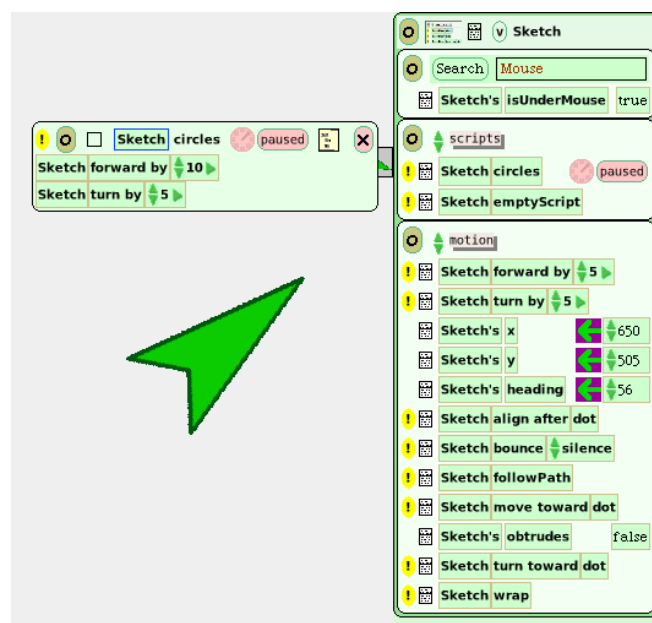 v Sketch
Search Mouse
Sketch's isUnderMouse true
! Sketch circles paused
Sketch forward by 10
Sketch turn by 5
scripts
! Sketch circles paused
! Sketch emptyScript
motion
! Sketch forward by 5
! Sketch turn by 5
Sketch's x 650
Sketch's y 505
Sketch's heading 56
! Sketch align after dot
! Sketch bounce silence
! Sketch followPath
! Sketch move toward dot
Sketch's obtrudes false
! Sketch turn toward dot
! Sketch wrap